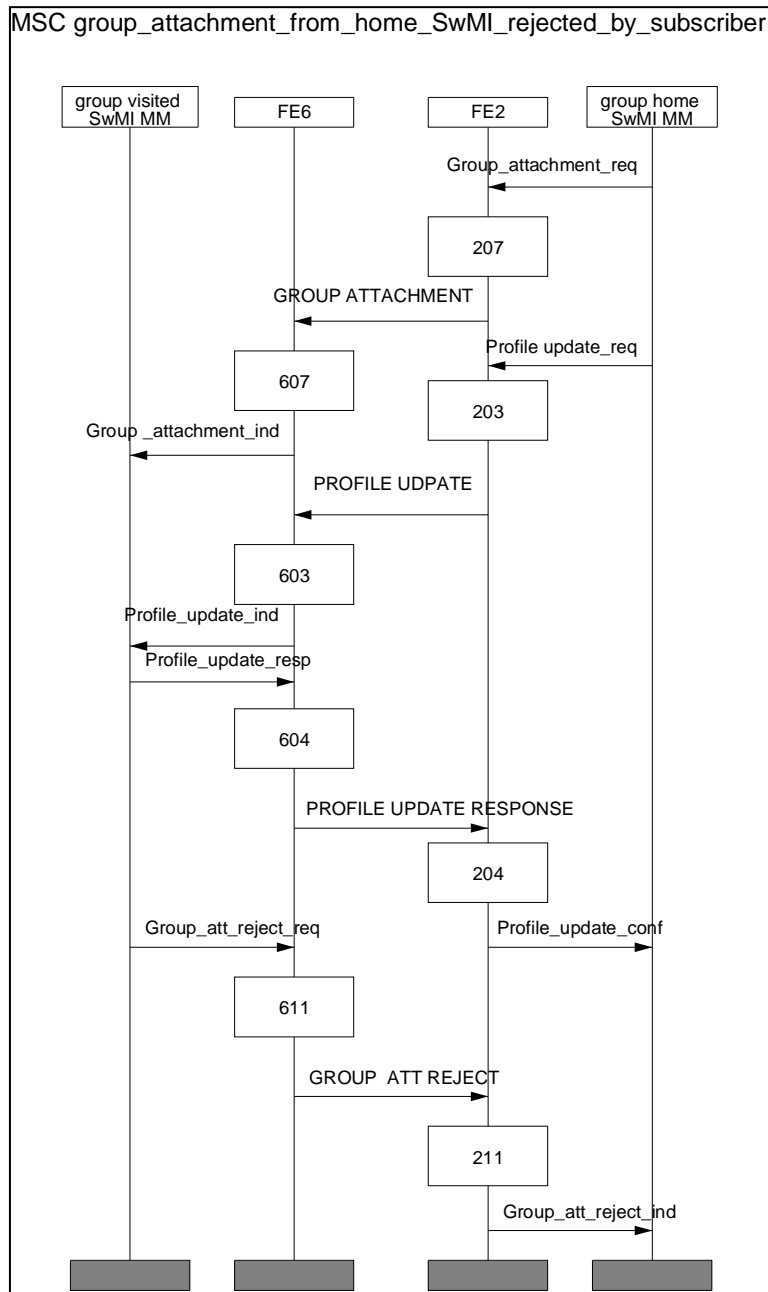 MSC group_attachment_from_home_SwMI_rejected_by_subscriber
group visited
SwMI MM
FE6
FE2
group home
SwMI MM
Group_attachment_req
207
GROUP ATTACHMENT
Profile update_req
607
203
Group _attachment_ind
PROFILE UDPATE
603
Profile_update_ind
Profile_update_resp
604
PROFILE UPDATE RESPONSE
204
Group_att_reject_req
Profile_update_conf
611
GROUP  ATT REJECT
211
Group_att_reject_ind